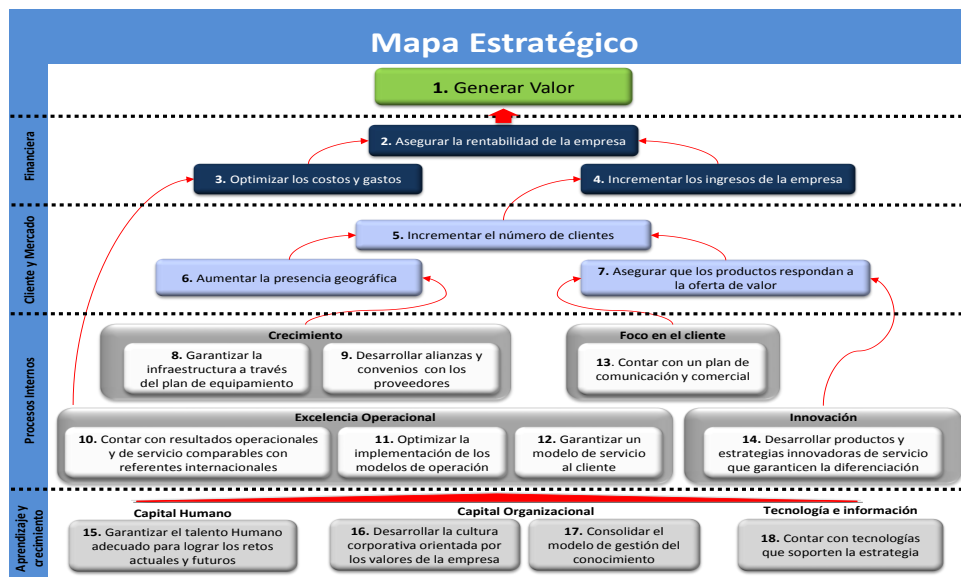 Mapa Estratégico
1. Generar Valor
Financiera
2. Asegurar la rentabilidad de la empresa
3. Optimizar los costos y gastos
4. Incrementar los ingresos de la empresa
Cliente y Mercado
5. Incrementar el número de clientes
6. Aumentar la presencia geográfica
7. Asegurar que los productos respondan a
la oferta de valor
Procesos Internos
Crecimiento
8. Garantizar la
infraestructura a través
del plan de equipamiento
9. Desarrollar alianzas y
convenios con los
proveedores
Foco en el cliente
13. Contar con un plan de
comunicación y comercial
Excelencia Operacional
10. Contar con resultados operacionales
y de servicio comparables con
referentes internacionales
11. Optimizar la
implementación de los
modelos de operación
12. Garantizar un
modelo de servicio
al cliente
Innovación
14. Desarrollar productos y
estrategias innovadoras de servicio
que garanticen la diferenciación
Aprendizaje y
crecimiento
Capital Humano
15. Garantizar el talento Humano
adecuado para lograr los retos
actuales y futuros
Capital Organizacional
16. Desarrollar la cultura
corporativa orientada por
los valores de la empresa
17. Consolidar el
modelo de gestión del
conocimiento
Tecnología e información
18. Contar con tecnologías
que soporten la estrategia